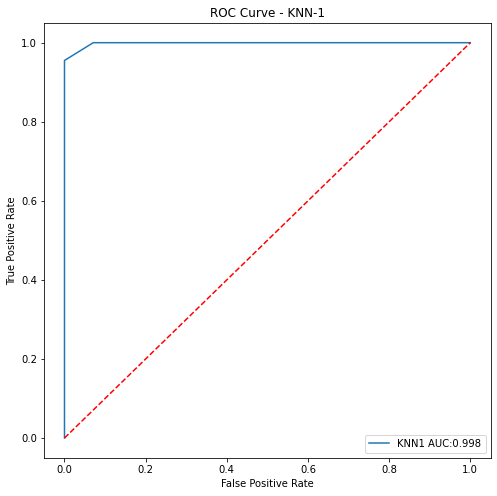 ROC Curve - KNN-1
1.0
0.8
0.6
0.4
0.2
0.0
True Positive Rate
0.0 0.2 0.4 0.6 0.8 1.0
False Positive Rate
KNN1 AUC:0.998